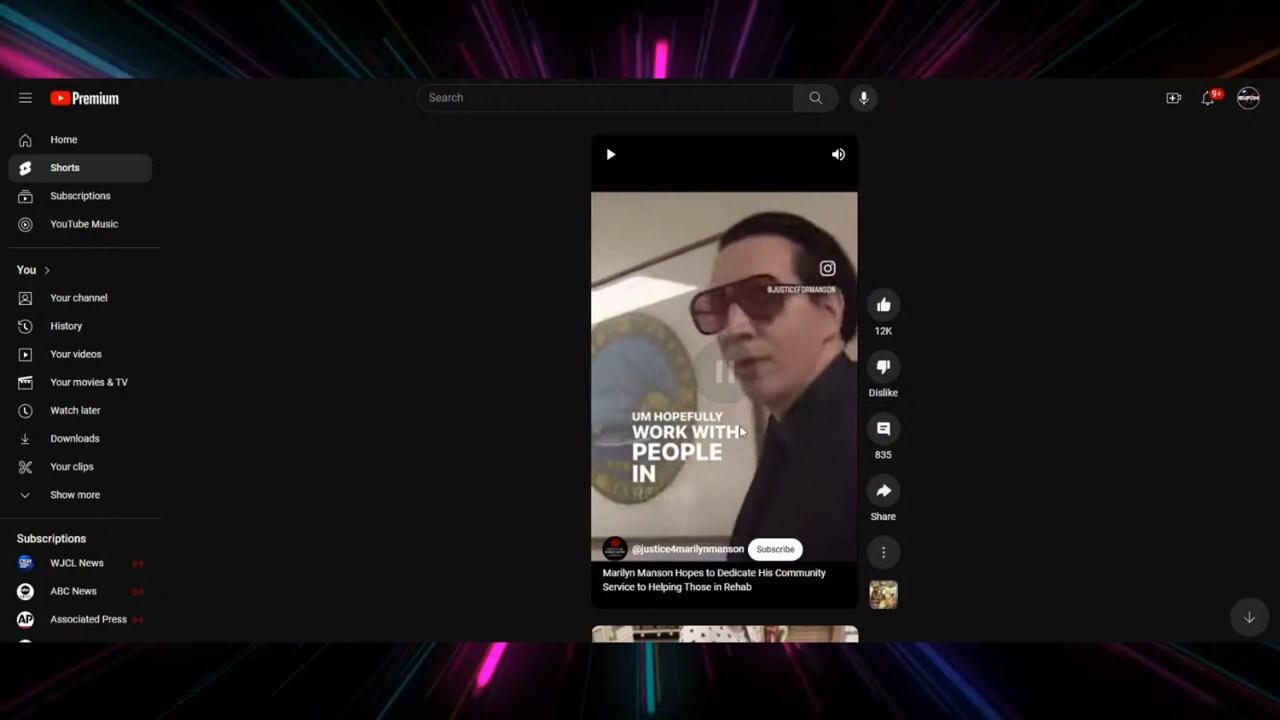 Premium
Search
9+
Home
Shorts
Subscriptions
YouTube Music
You
Your channel
History
Your videos
Your movies & TV
Watch later
Downloads
Your clips
Show more
Subscriptions
WJCL News
ABC News
AP
Associated Press
@JUSTICEFORMANSON
UM HOPEFULLY
WORK WITH
PEOPLE
IN
@justice4marilynmanson
Subscribe
Marilyn Manson Hopes to Dedicate His Community
Service to Helping Those in Rehab
12K
Dislike
835
Share